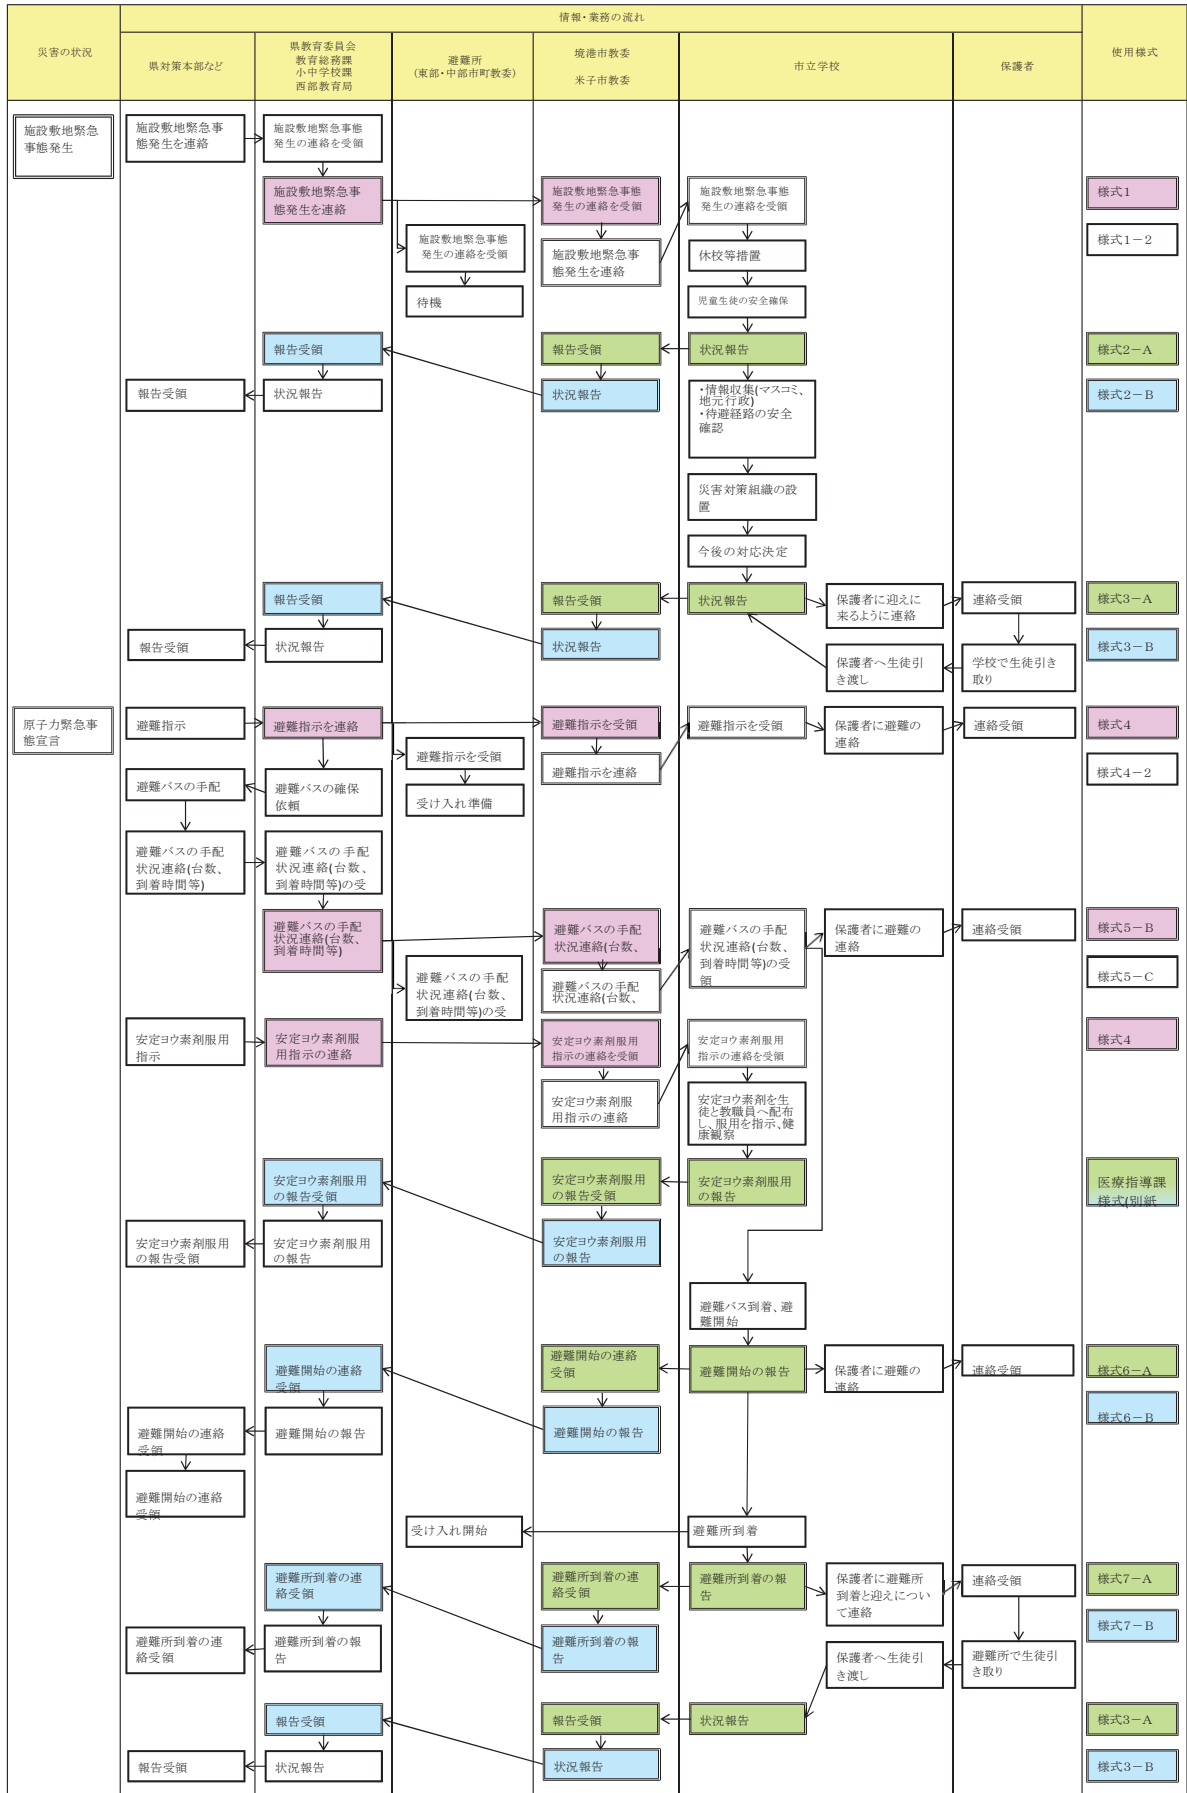 情報・業務の流れ
災害の状況
県対策本部など
県教育委員会
教育総務課
小中学校課
西部教育局
避難所
(東部・中部市町教委)
境港市教委
米子市教委
市立学校
保護者
使用様式
施設敷地緊急
事態発生
施設敷地緊急事
態発生を連絡
施設敷地緊急事態
発生の連絡を受領
施設敷地緊急事
態発生を連絡
施設敷地緊急事態
発生の連絡を受領
施設敷地緊急事態
発生の連絡を受領
様式1
施設敷地緊急事態
発生の連絡を受領
施設敷地緊急事
態発生を連絡
休校等措置
様式1-2
待機
児童生徒の安全確保
報告受領
報告受領
状況報告
様式2-A
報告受領
状況報告
状況報告
・情報収集(マスコミ、
地元行政)
・待避経路の安全
確認
様式2-B
災害対策組織の設
置
今後の対応決定
報告受領
報告受領
状況報告
保護者に迎えに
来るように連絡
連絡受領
様式3-A
報告受領
状況報告
状況報告
保護者へ生徒引
き渡し
学校で生徒引き
取り
様式3-B
原子力緊急事
態宣言
避難指示
避難指示を連絡
避難指示を受領
避難指示を受領
保護者に避難の
連絡
連絡受領
様式4
避難指示を受領
避難指示を連絡
様式4-2
避難バスの手配
避難バスの確保
依頼
受け入れ準備
避難バスの手配
状況連絡(台数、
到着時間等)
避難バスの手配
状況連絡(台数、
到着時間等)の受
避難バスの手配
状況連絡(台数、
到着時間等)
避難バスの手配
状況連絡(台数、
避難バスの手配
状況連絡(台数、
到着時間等)の受
領
保護者に避難の
連絡
連絡受領
様式5-B
避難バスの手配
状況連絡(台数、
到着時間等)の受
避難バスの手配
状況連絡(台数、
様式5-C
安定ヨウ素剤服用
指示
安定ヨウ素剤服
用指示の連絡
安定ヨウ素剤服用
指示の連絡を受領
安定ヨウ素剤服用
指示の連絡を受領
様式4
安定ヨウ素剤服
用指示の連絡
安定ヨウ素剤を生
徒と教職員へ配布
し、服用を指示、健
康観察
安定ヨウ素剤服用
の報告受領
安定ヨウ素剤服用
の報告受領
安定ヨウ素剤服用
の報告
医療指導課
様式(別紙
安定ヨウ素剤服用
の報告受領
安定ヨウ素剤服用
の報告
安定ヨウ素剤服用
の報告
避難バス到着、避
難開始
避難開始の連絡
受領
避難開始の連絡
受領
避難開始の報告
保護者に避難の
連絡
連絡受領
様式6-A
避難開始の連絡
受領
避難開始の報告
避難開始の報告
様式6-B
避難開始の連絡
受領
受け入れ開始
避難所到着
避難所到着の連
絡受領
避難所到着の連
絡受領
避難所到着の報
告
保護者に避難所
到着と迎えについ
て連絡
連絡受領
様式7-A
避難所到着の連
絡受領
避難所到着の報
告
避難所到着の報
告
保護者へ生徒引
き渡し
避難所で生徒引
き取り
様式7-B
報告受領
報告受領
状況報告
様式3-A
報告受領
状況報告
状況報告
様式3-B